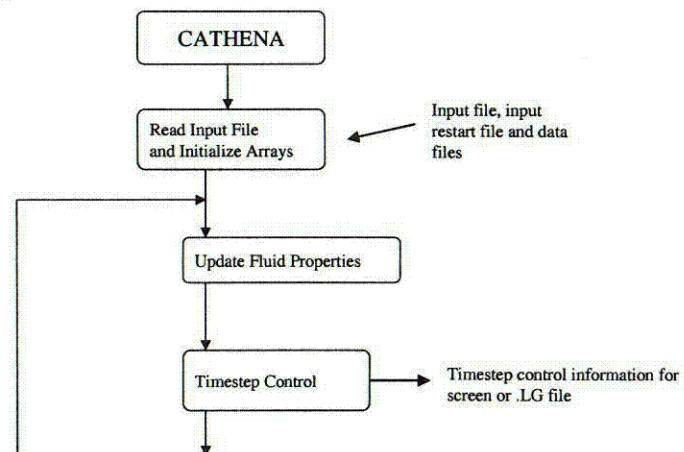 CATHENA
Read Input File
and Initialize Arrays
Input file, input
restart file and data
files
Update Fluid Properties
Timestep Control
Timestep control information for
screen or .LG file